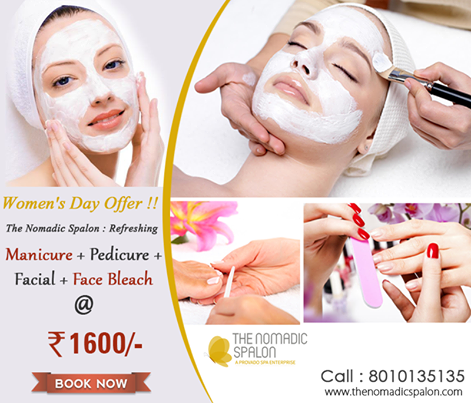 Women's Day Offer !!
The Nomadic Spalon : Refreshing
Manicure + Pedicure +
Facial + Face Bleach
@
₹1600/-
BOOK NOW
THE NOMADIC
SPALON
A PROVADIC SPA ENTERPRISE
Call : 8010135135
www.thenomadicspalon.com